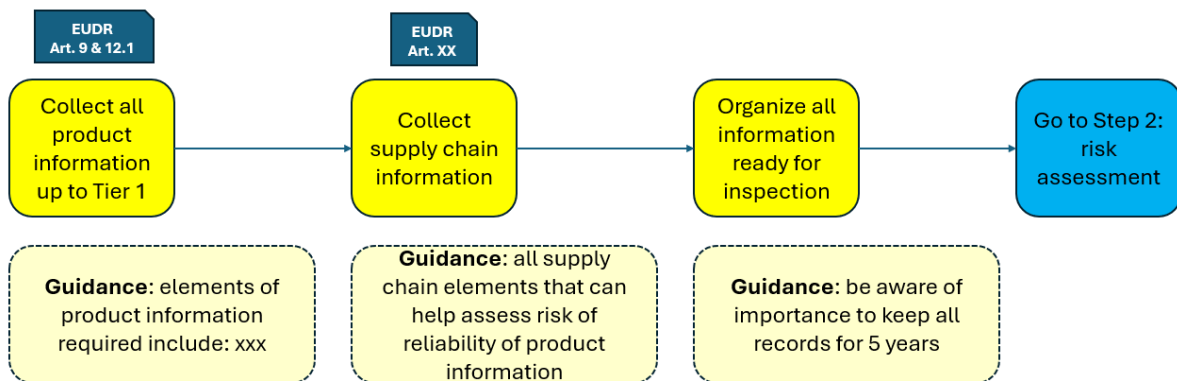 EUDR
Art. 9 & 12.1
EUDR
Art. XX
Collect all
product
information
up to Tier 1
Collect
supply chain
information
Organize all
information
ready for
inspection
Go to Step 2:
risk
assessment
Guidance: elements of
product information
required include: xxx
Guidance: all supply
chain elements that can
help assess risk of
reliability of product
information
Guidance: be aware of
importance to keep all
records for 5 years